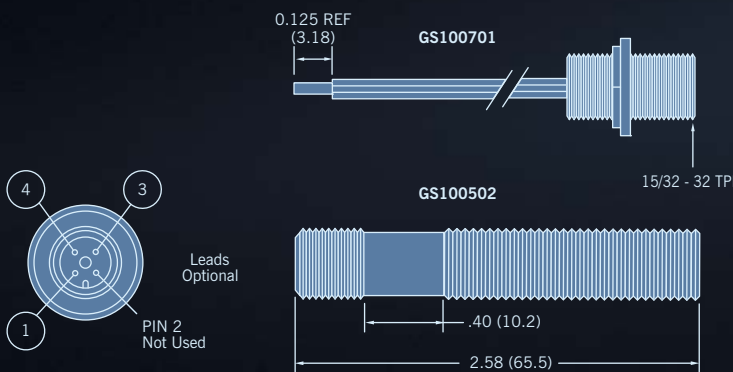 0.125 REF
(3.18)
GS100701
15/32 - 32 TP
GS100502
4
3
Leads
Optional
1
PIN 2
Not Used
.40 (10.2)
2.58 (65.5)